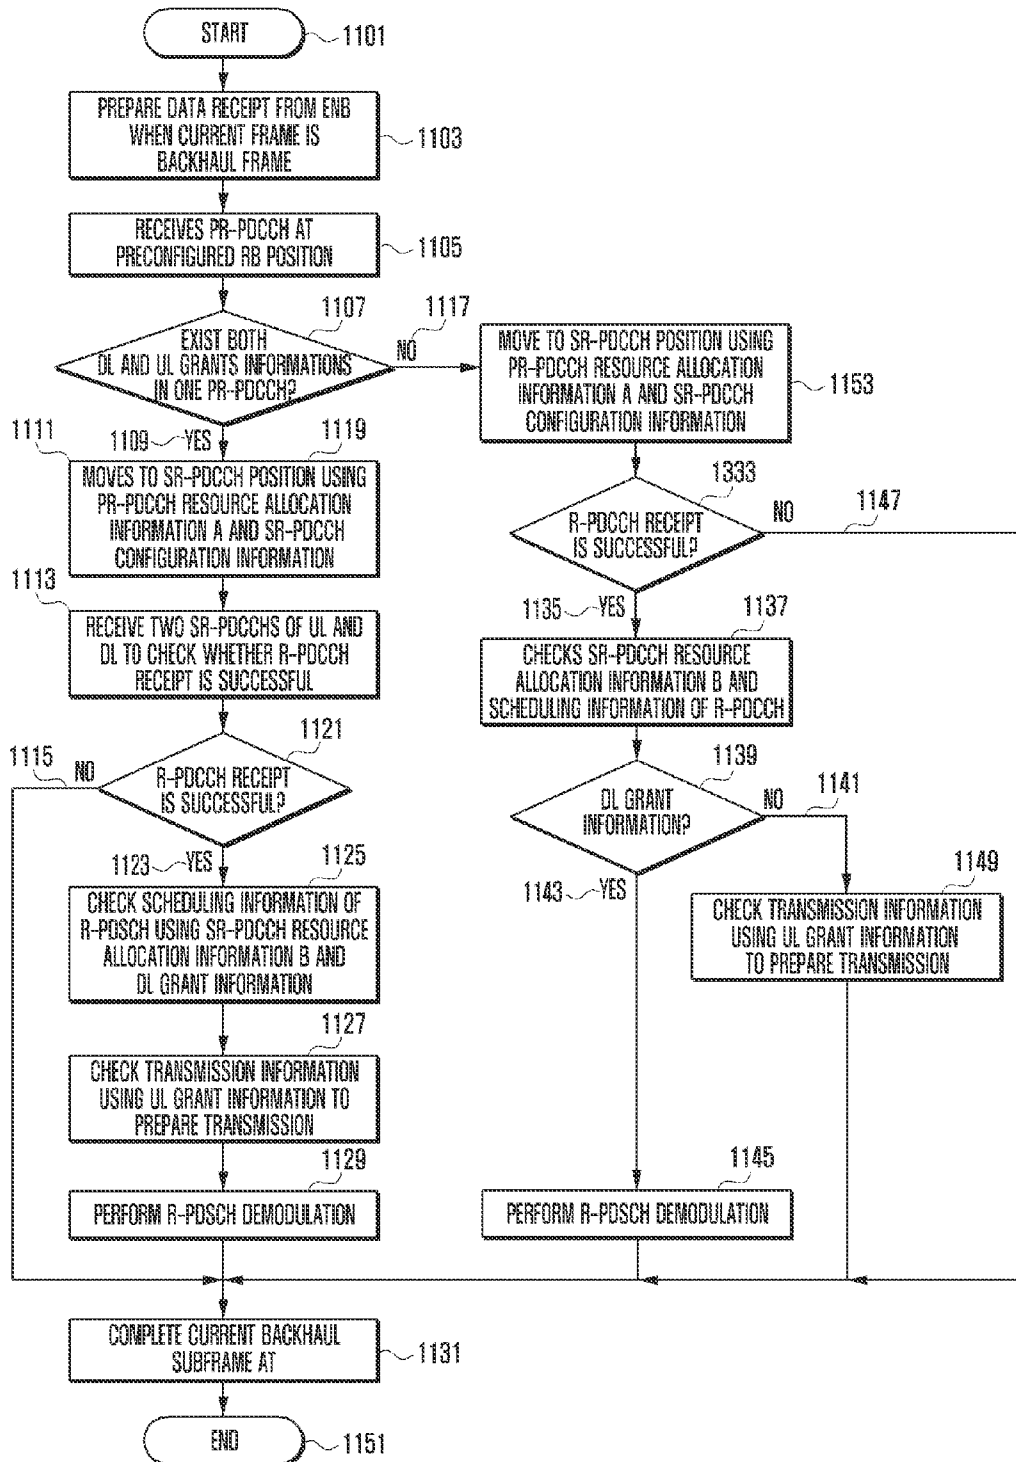 START
1101
PREPARE DATA RECEIPT FROM ENB
WHEN CURRENT FRAME IS
BACKHAUL FRAME
1103
RECEIVES PR-PDCCH AT
PRECONFIGURED RB POSITION
1105
1107
EXIST BOTH
DL AND UL GRANTS INFORMATIONS
IN ONE PR-PDCCH?
1117
NO
MOVE TO SR-PDCCH POSITION USING
PR-PDCCH RESOURCE ALLOCATION
INFORMATION A AND SR-PDCCH
CONFIGURATION INFORMATION
1153
1111
1109
YES
1119
MOVES TO SR-PDCCH POSITION USING
PR-PDCCH RESOURCE ALLOCATION
INFORMATION A AND SR-PDCCH
CONFIGURATION INFORMATION
1333
R-PDCCH RECEIPT
IS SUCCESSFUL?
NO
1147
1113
RECEIVE TWO SR-PDCCHS OF UL AND
DL TO CHECK WHETHER R-PDCCH
RECEIPT IS SUCCESSFUL
1135
YES
1137
CHECKS SR-PDCCH RESOURCE
ALLOCATION INFORMATION B AND
SCHEDULING INFORMATION OF R-PDCCH
1115
NO
1121
R-PDCCH RECEIPT
IS SUCCESSFUL?
1139
DL GRANT
INFORMATION?
NO
1141
1123
YES
1125
CHECK SCHEDULING INFORMATION OF
R-PDSCH USING SR-PDCCH RESOURCE
ALLOCATION INFORMATION B AND
DL GRANT INFORMATION
1143
YES
1149
CHECK TRANSMISSION INFORMATION
USING UL GRANT INFORMATION
TO PREPARE TRANSMISSION
1127
CHECK TRANSMISSION INFORMATION
USING UL GRANT INFORMATION TO
PREPARE TRANSMISSION
1129
PERFORM R-PDSCH DEMODULATION
1145
PERFORM R-PDSCH DEMODULATION
COMPLETE CURRENT BACKHAUL
SUBFRAME AT
1131
END
1151